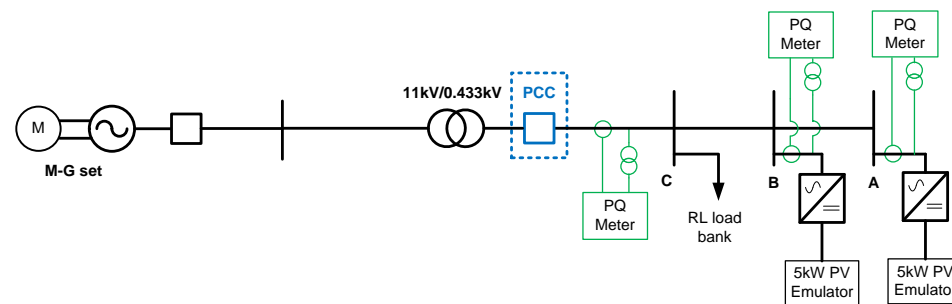 M
M-G set
11kV/0.433kV
PCC
PQ
Meter
C
RL load
bank
PQ
Meter
B
5kW PV
Emulator
PQ
Meter
A
5kW PV
Emulator